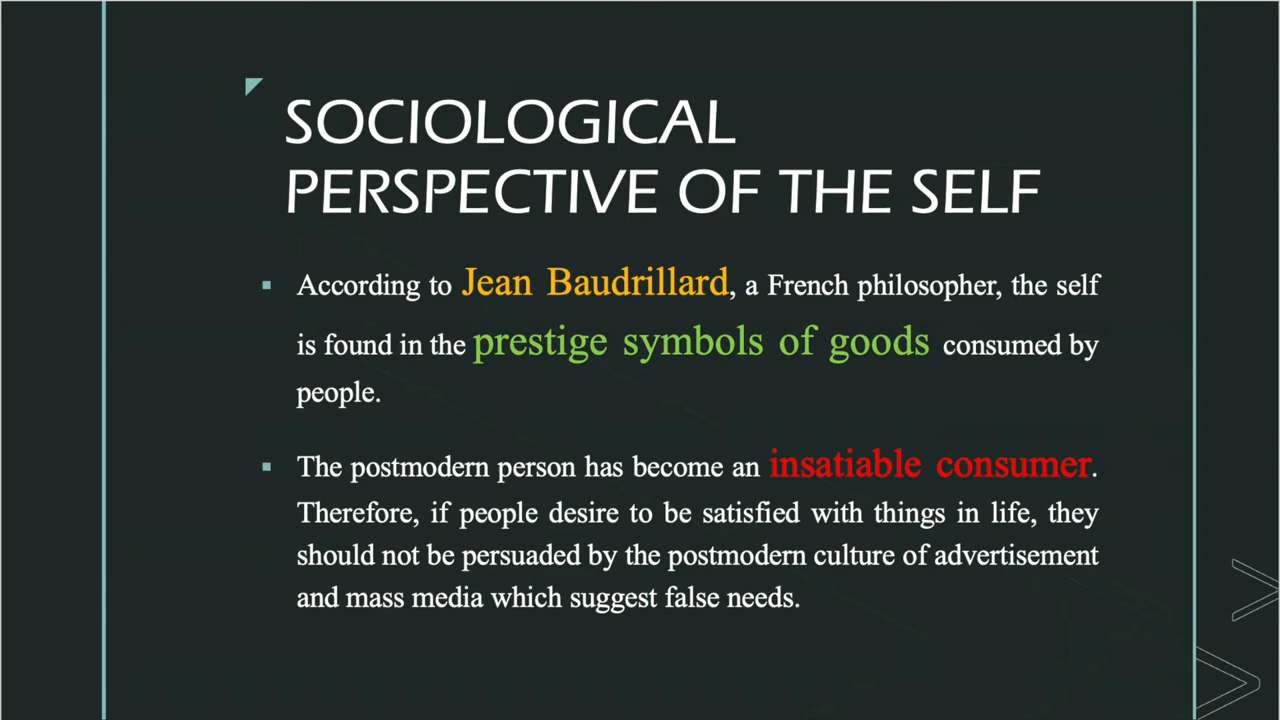 SOCIOLOGICAL
PERSPECTIVE OF THE SELF
▪ According to Jean Baudrillard, a French philosopher, the self
is found in the prestige symbols of goods consumed by
people.
▪ The postmodern person has become an insatiable consumer.
Therefore, if people desire to be satisfied with things in life, they
should not be persuaded by the postmodern culture of advertisement
and mass media which suggest false needs.